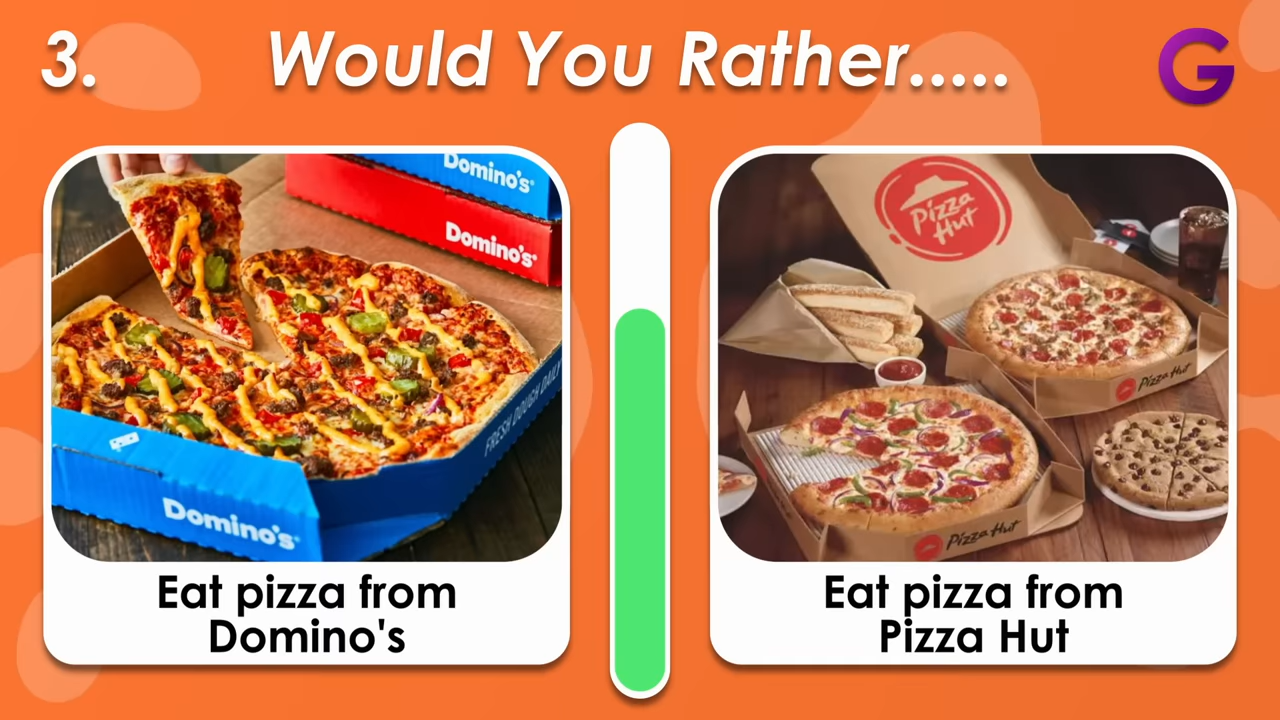 3.
Would You Rather.....
G
Domino's
Domino's
FRESH DOUGH DAILY
Domino's
Eat pizza from
Domino's
Pizza
Hut
Pizza Hut
Pizza Hut
Eat pizza from
Pizza Hut